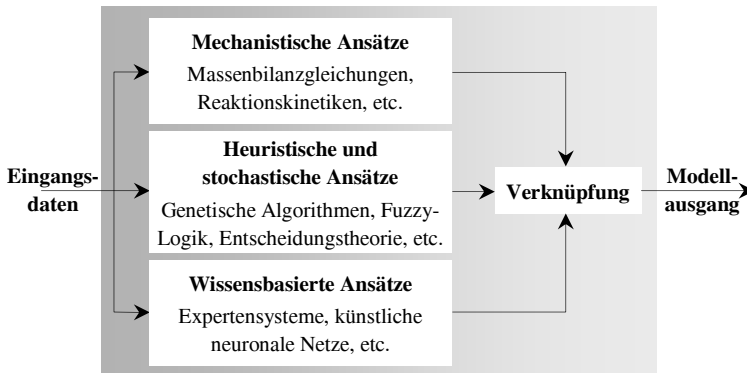 Mechanistische Ansätze
Massenbilanzgleichungen,
Reaktionskinetiken, etc.
Eingangs-
daten
Heuristische und
stochastische Ansätze
Genetische Algorithmen, Fuzzy-
Logik, Entscheidungstheorie, etc.
Verknüpfung
Modell-
ausgang
Wissensbasierte Ansätze
Expertensysteme, künstliche
neuronale Netze, etc.